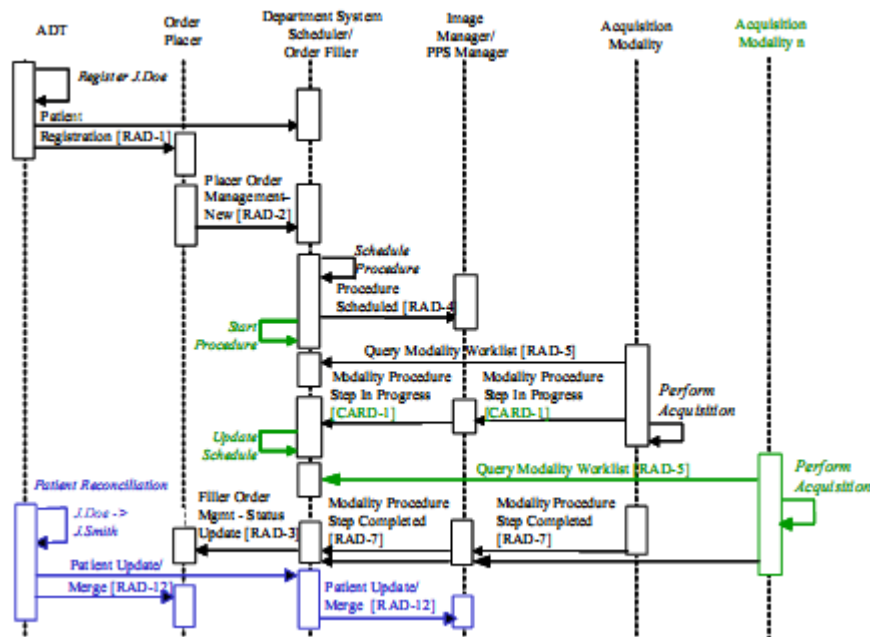 ADT
Order
Placer
Department System
Scheduler/
Order Filler
Image
Manager/
PPS Manager
Acquisition
Modality
Acquisition
Modality n
Register J.Doe
Patient
Registration [RAD-1]
Placer Order
Management–
New [RAD-2]
Schedule
Procedure
Procedure
Scheduled [RAD-4
Start
Procedure
Query Modality Worklist [RAD-5]
Modality Procedure
Step In Progress
[CARD-1]
Modality Procedure
Step In Progress
[CARD-1]
Perform
Acquisition
Update
Schedule
Query Modality Worklist [RAD-5]
Perform
Acquisition
Patient Reconciliation
J.Doe ->
J.Smith
Filler Order
Mgmt - Status
Update [RAD-3]
Modality Procedure
Step Completed
[RAD-7]
Modality Procedure
Step Completed
[RAD-7]
Patient Update/
Merge [RAD-12]
Patient Update/
Merge [RAD-12]